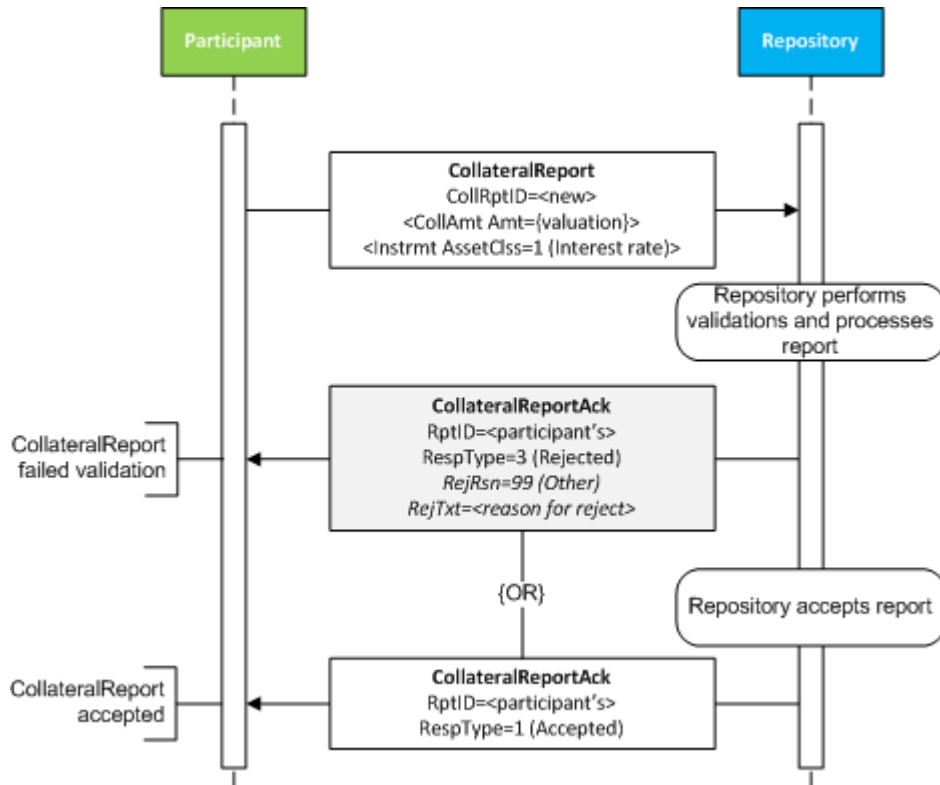 Participant
Repository
CollateralReport
CollRptID=<new>
<CollAmt Amt={valuation}>
<Instrmt AssetClss=1 (Interest rate)>
Repository performs
validations and processes
report
CollateralReportAck
RptID=<participant's>
RespType=3 (Rejected)
RejRsn=99 (Other)
RejTxt=<reason for reject>
CollateralReport
failed validation
{OR}
Repository accepts report
CollateralReportAck
RptID=<participant's>
RespType=1 (Accepted)
CollateralReport
accepted